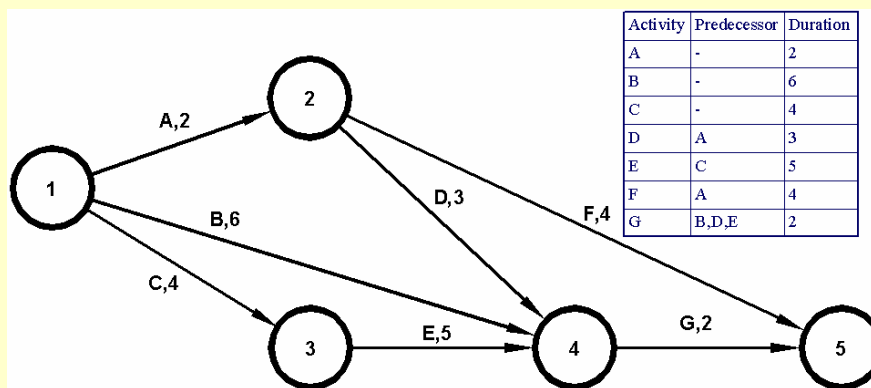 Activity Predecessor Duration
A - 2
B - 6
C - 4
D A 3
E C 5
F A 4
G B,D,E 2
2
A,2
1
D,3
F,4
B,6
C,4
3
E,5
4
G,2
5